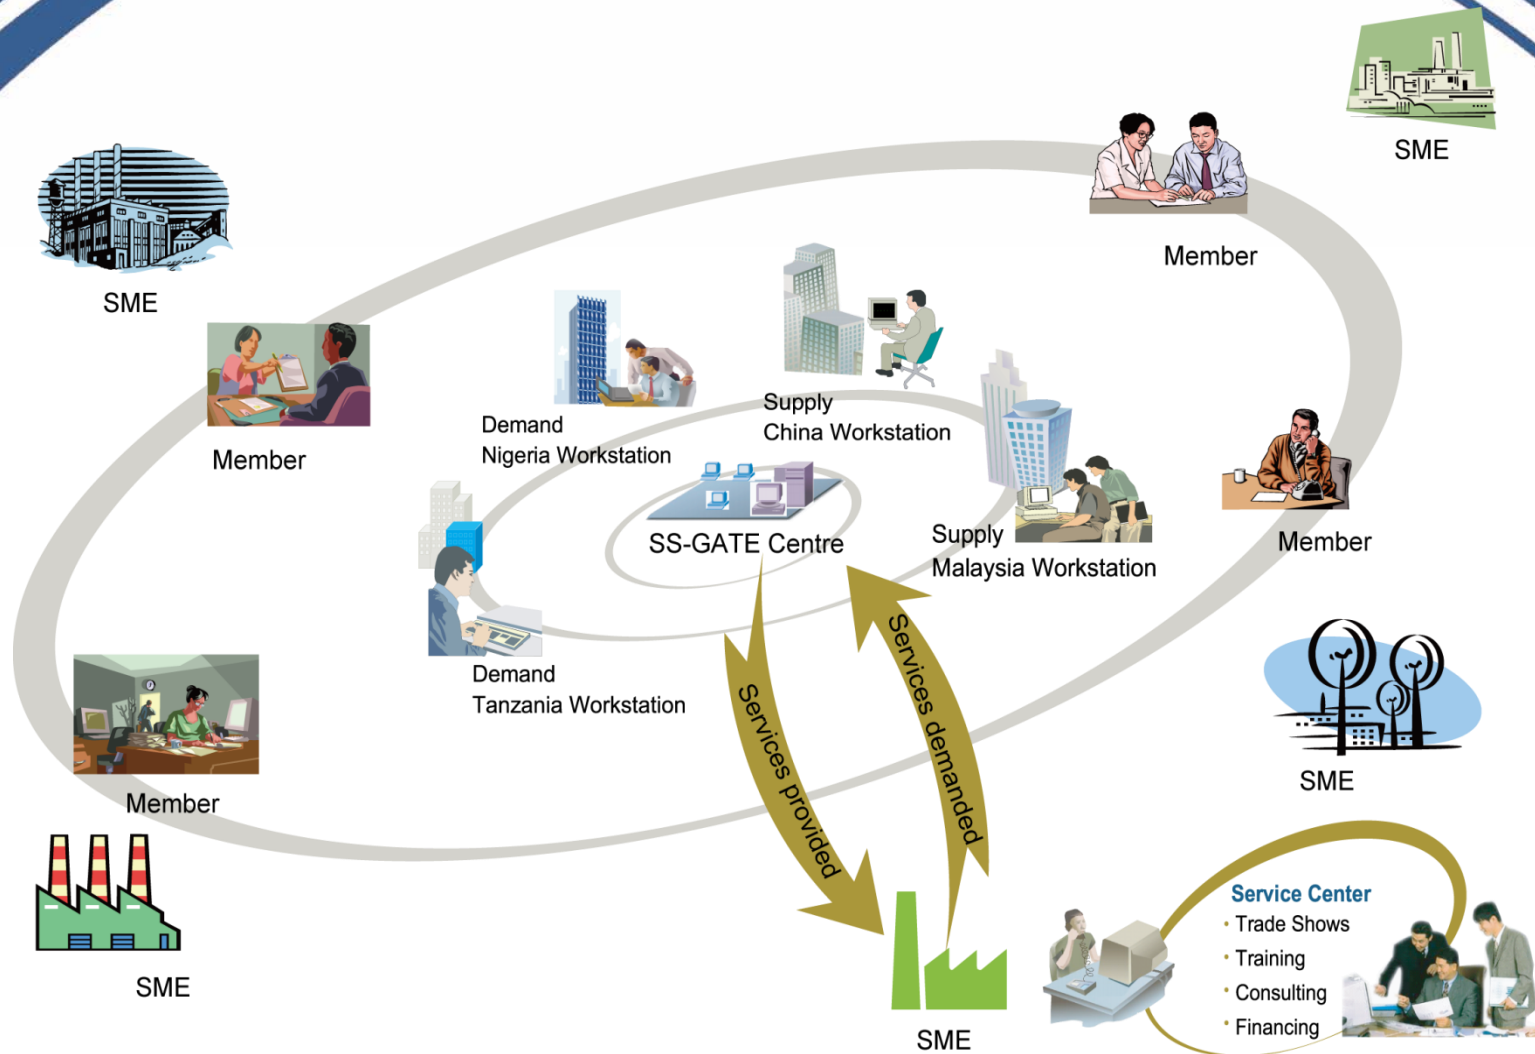 SME
SME
Member
Member
Supply
China Workstation
Demand
Nigeria Workstation
SS-GATE Centre
Supply
Malaysia Workstation
Member
Demand
Tanzania Workstation
Services provided
Services demanded
Member
SME
SME
SME
Service Center
• Trade Shows
• Training
• Consulting
• Financing